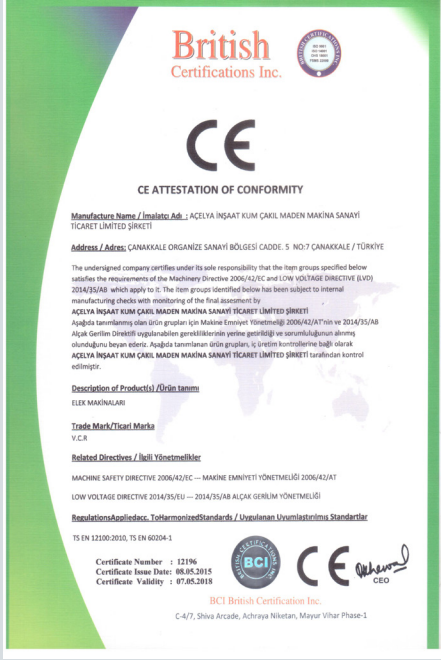 British
Certifications Inc.
CE
CE ATTESTATION OF CONFORMITY
Manufacture Name / İmalatçı Adı : AÇELYA İNŞAAT KUM ÇAKIL MADEN MAKİNA SANAYİ
TİCARET LİMİTED ŞİRKETİ
Address / Adres: ÇANAKKALE ORGANİZE SANAYİ BÖLGESİ CADDE. 5 NO:7 ÇANAKKALE / TÜRKİYE
The undersigned company certifies under its sole responsibility that the item groups specified below
satisfies the requirements of the Machinery Directive 2006/42/EC and LOW VOLTAGE DIRECTIVE (LVD)
2014/35/AB which apply to it. The item groups identified below has been subject to internal
manufacturing checks with monitoring of the final assesment by
AÇELYA İNŞAAT KUM ÇAKIL MADEN MAKİNA SANAYİ TİCARET LİMİTED ŞİRKETİ
Aşağıda tanımlanmış olan ürün grupları için Makine Emniyet Yönetmeliği 2006/42/AT'nin ve 2014/35/AB
Alçak Gerilim Direktifi uygulanabilen gerekliliklerinin yerine getirildiği ve sorumluluğunun alınmış
olunduğunu beyan ederiz. Aşağıda tanımlanan ürün grupları, iç üretim kontrollerine bağlı olarak
AÇELYA İNŞAAT KUM ÇAKIL MADEN MAKİNA SANAYİ TİCARET LİMİTED ŞİRKETİ tarafından kontrol
edilmiştir.
Description of Product(s) /Ürün tanımı
ELEK MAKİNALARI
Trade Mark/Ticari Marka
V.C.R
Related Directives / İlgili Yönetmelikler
MACHINE SAFETY DIRECTIVE 2006/42/EC --- MAKİNE EMNİYETİ YÖNETMELİĞİ 2006/42/AT
LOW VOLTAGE DIRECTIVE 2014/35/EU --- 2014/35/AB ALÇAK GERİLİM YÖNETMELİĞİ
RegulationsAppliedacc. ToHarmonizedStandards / Uygulanan Uyumlaştırılmış Standartlar
TS EN 12100:2010, TS EN 60204-1
Certificate Number : 12196
Certificate Issue Date: 08.05.2015
Certificate Validity : 07.05.2018
BCI
CE
CEO
BCI British Certification Inc.
C-4/7, Shiva Arcade, Achraya Niketan, Mayur Vihar Phase-1